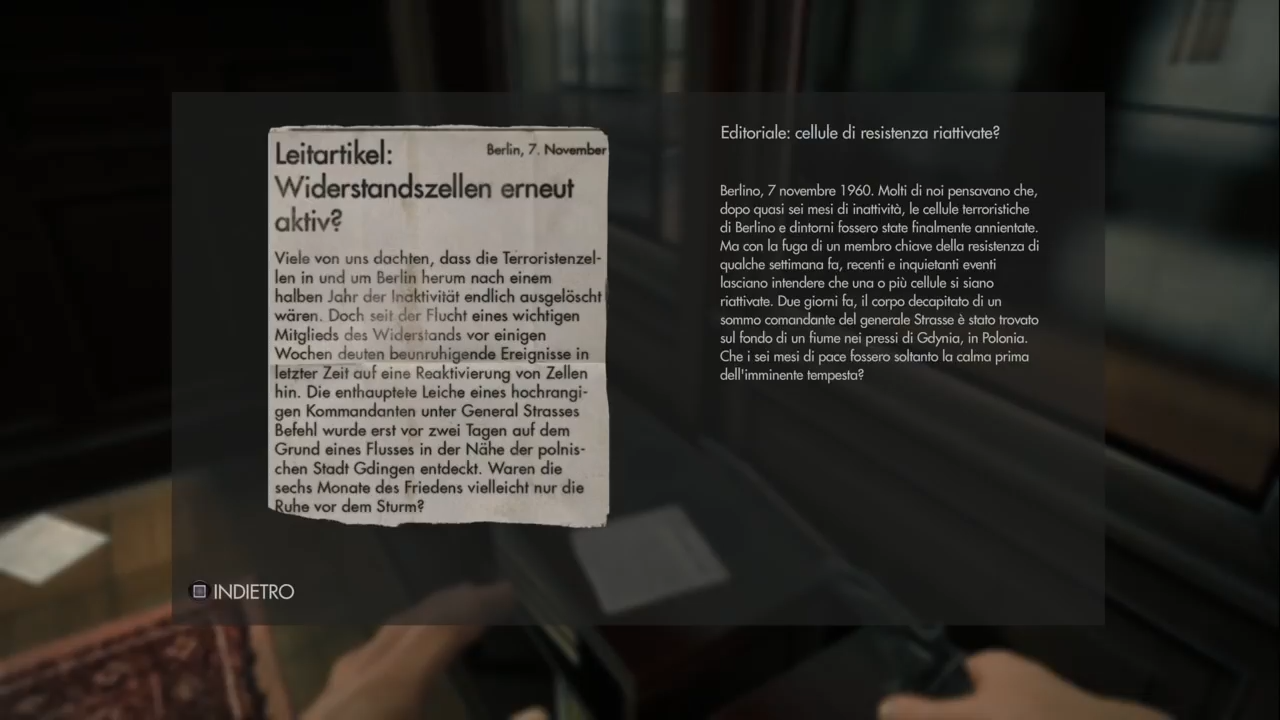 Leitartikel:
Berlin, 7. November
Widerstandszellen erneut
aktiv?
Viele von uns dachten, dass die Terroristenzel-
len in und um Berlin herum nach einem
halben Jahr der Inaktivität endlich ausgelöscht
wären. Doch seit der Flucht eines wichtigen
Mitglieds des Widerstands vor einigen
Wochen deuten beunruhigende Ereignisse in
letzter Zeit auf eine Reaktivierung von Zellen
hin. Die enthauptete Leiche eines hochrangi-
gen Kommandanten unter General Strasses
Befehl wurde erst vor zwei Tagen auf dem
Grund eines Flusses in der Nähe der polnis-
chen Stadt Gdingen entdeckt. Waren die
sechs Monate des Friedens vielleicht nur die
Ruhe vor dem Sturm?
Editoriale: cellule di resistenza riattivate?
Berlino, 7 novembre 1960. Molti di noi pensavano che,
dopo quasi sei mesi di inattività, le cellule terroristiche
di Berlino e dintorni fossero state finalmente annientate.
Ma con la fuga di un membro chiave della resistenza di
qualche settimana fa, recenti e inquietanti eventi
lasciano intendere che una o più cellule si siano
riattivate. Due giorni fa, il corpo decapitato di un
sommo comandante del generale Strasse è stato trovato
sul fondo di un fiume nei pressi di Gdynia, in Polonia.
Che i sei mesi di pace fossero soltanto la calma prima
dell'imminente tempesta?
INDIETRO